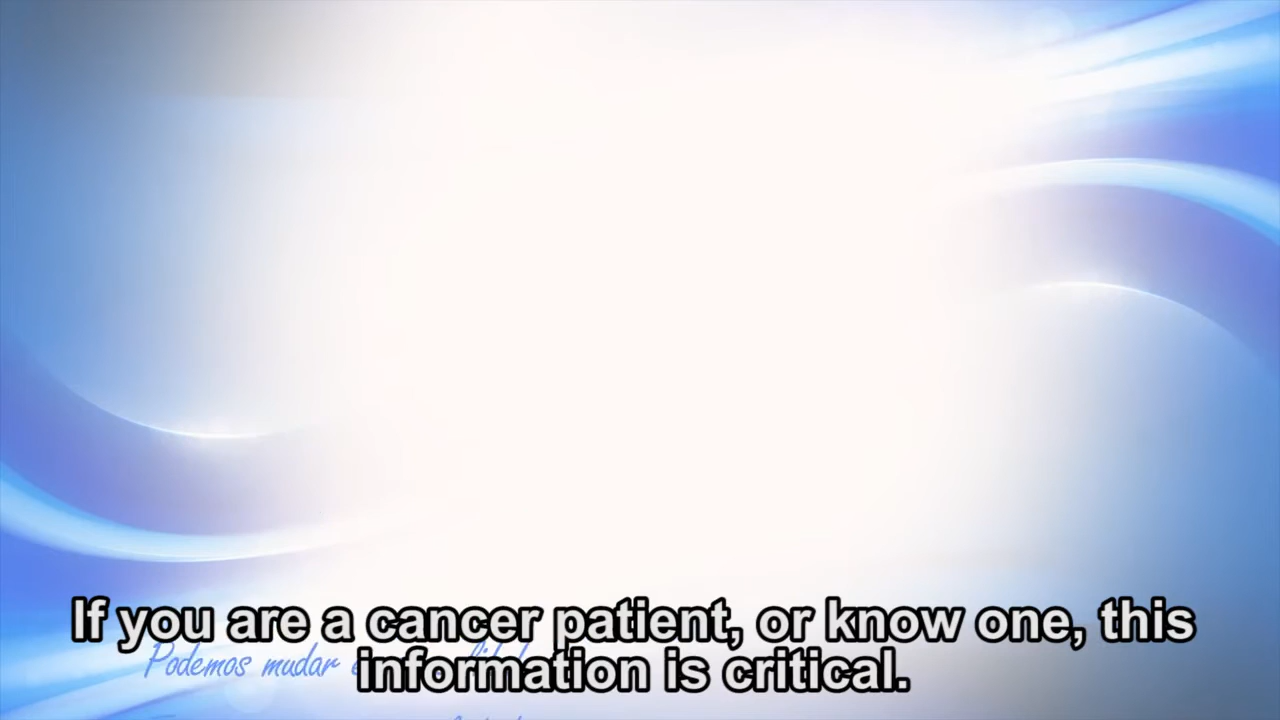 If you are a cancer patient, or know one, this
Podemos mudar
information is critical.